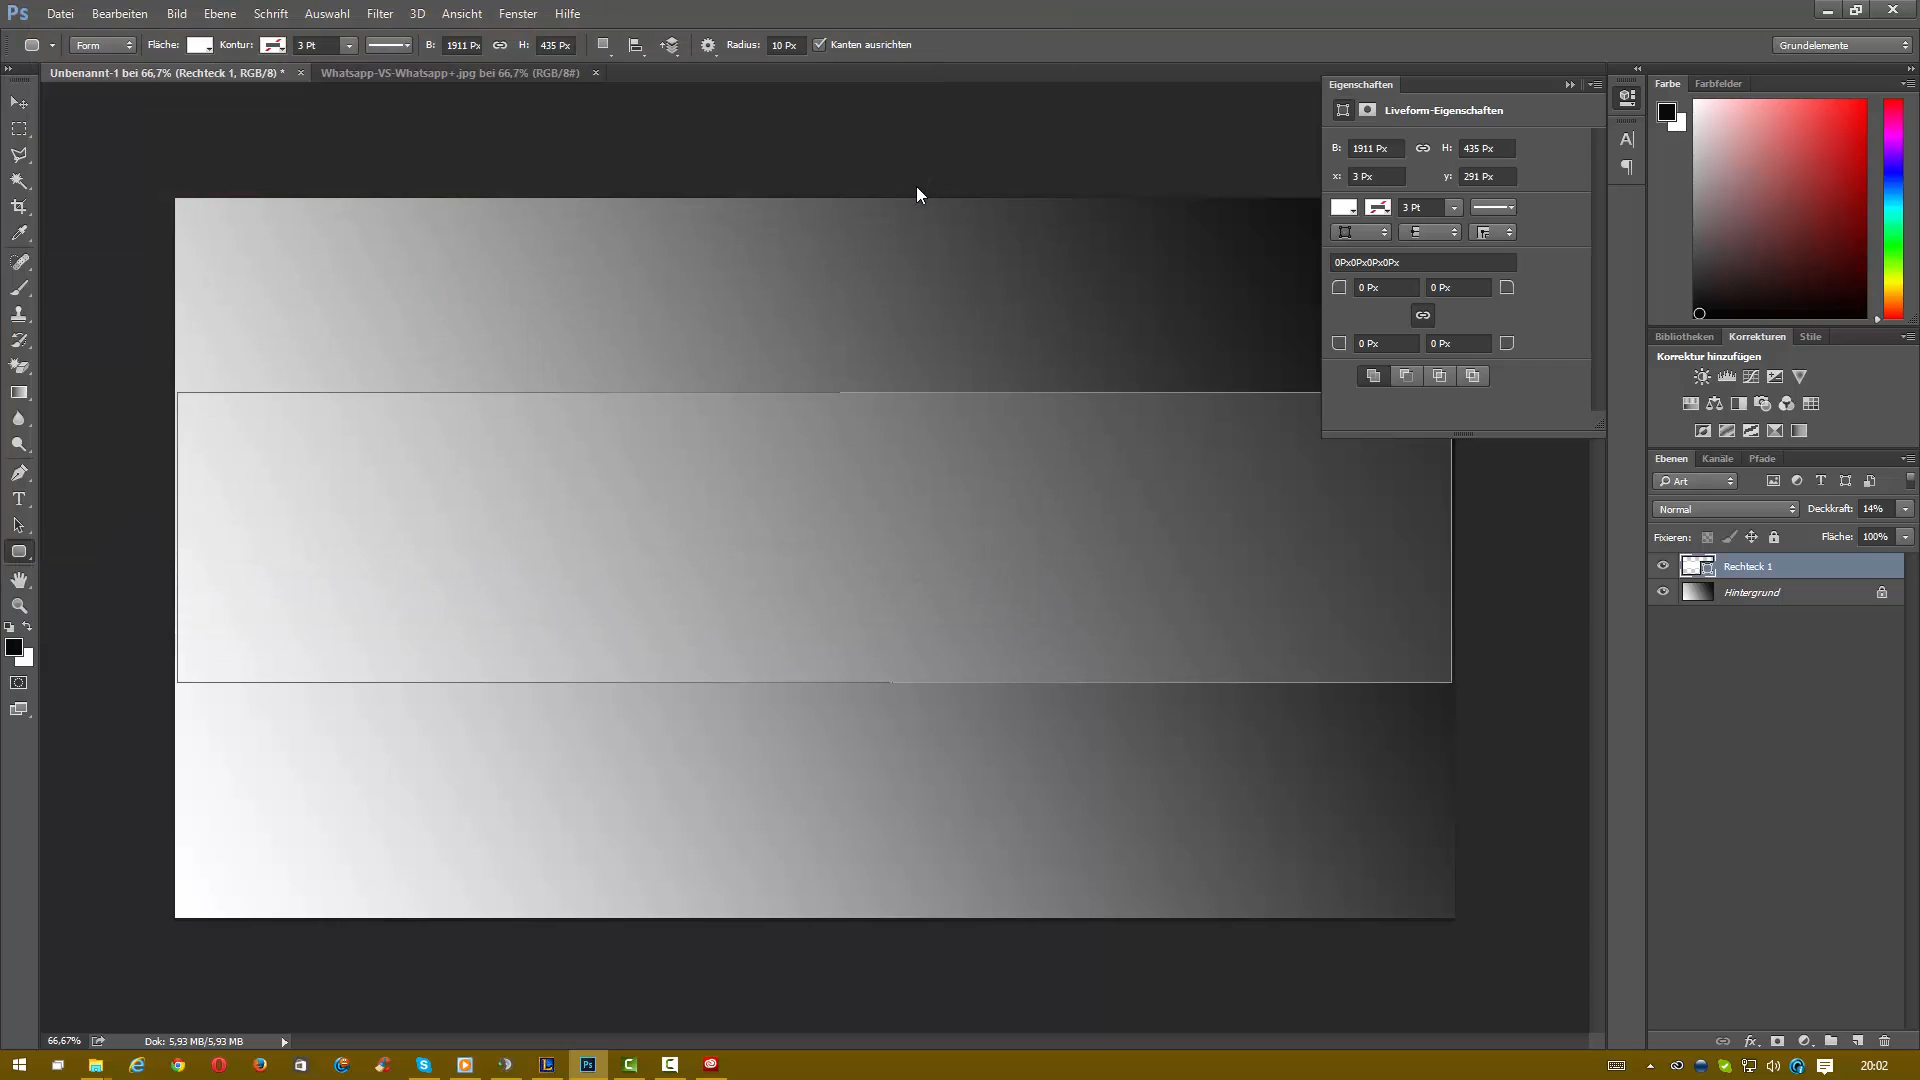 Ps Datei Bearbeiten Bild Ebene Schrift Auswahl Filter 3D Ansicht Fenster Hilfe
Form Fläche: Kontur: 3 Pt B: 1911 Px H: 435 Px Radius: 10 Px Kanten ausrichten Grundelemente
Unbenannt-1 bei 66,7% (Rechteck 1, RGB/8) * × Whatsapp-VS-Whatsapp+.jpg bei 66,7% (RGB/8#) ×
Eigenschaften
Liveform-Eigenschaften
B: 1911 Px H: 435 Px
x: 3 Px y: 291 Px
3 Pt
0Px0Px0Px0Px
0 Px 0 Px
0 Px 0 Px
Farbe Farbfelder
Bibliotheken Korrekturen Stile
Korrektur hinzufügen
Ebenen Kanäle Pfade
Art
Normal Deckkraft: 14%
Fixieren: Fläche: 100%
Rechteck 1
Hintergrund
66,67% Dok: 5,93 MB/5,93 MB
20:02